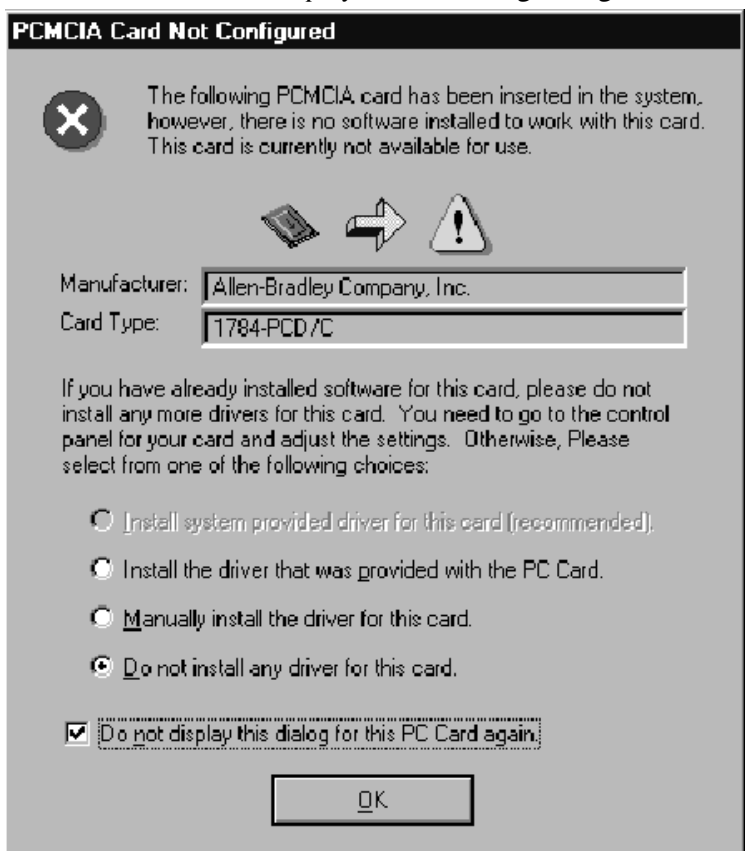 PCMCIA Card Not Configured
The following PCMCIA card has been inserted in the system,
however, there is no software installed to work with this card.
This card is currently not available for use.
Manufacturer: Allen-Bradley Company, Inc.
Card Type: 1784-PCD/C
If you have already installed software for this card, please do not
install any more drivers for this card. You need to go to the control
panel for your card and adjust the settings. Otherwise, Please
select from one of the following choices:
Install system provided driver for this card (recommended).
Install the driver that was provided with the PC Card.
Manually install the driver for this card.
Do not install any driver for this card.
Do not display this dialog for this PC Card again.
OK